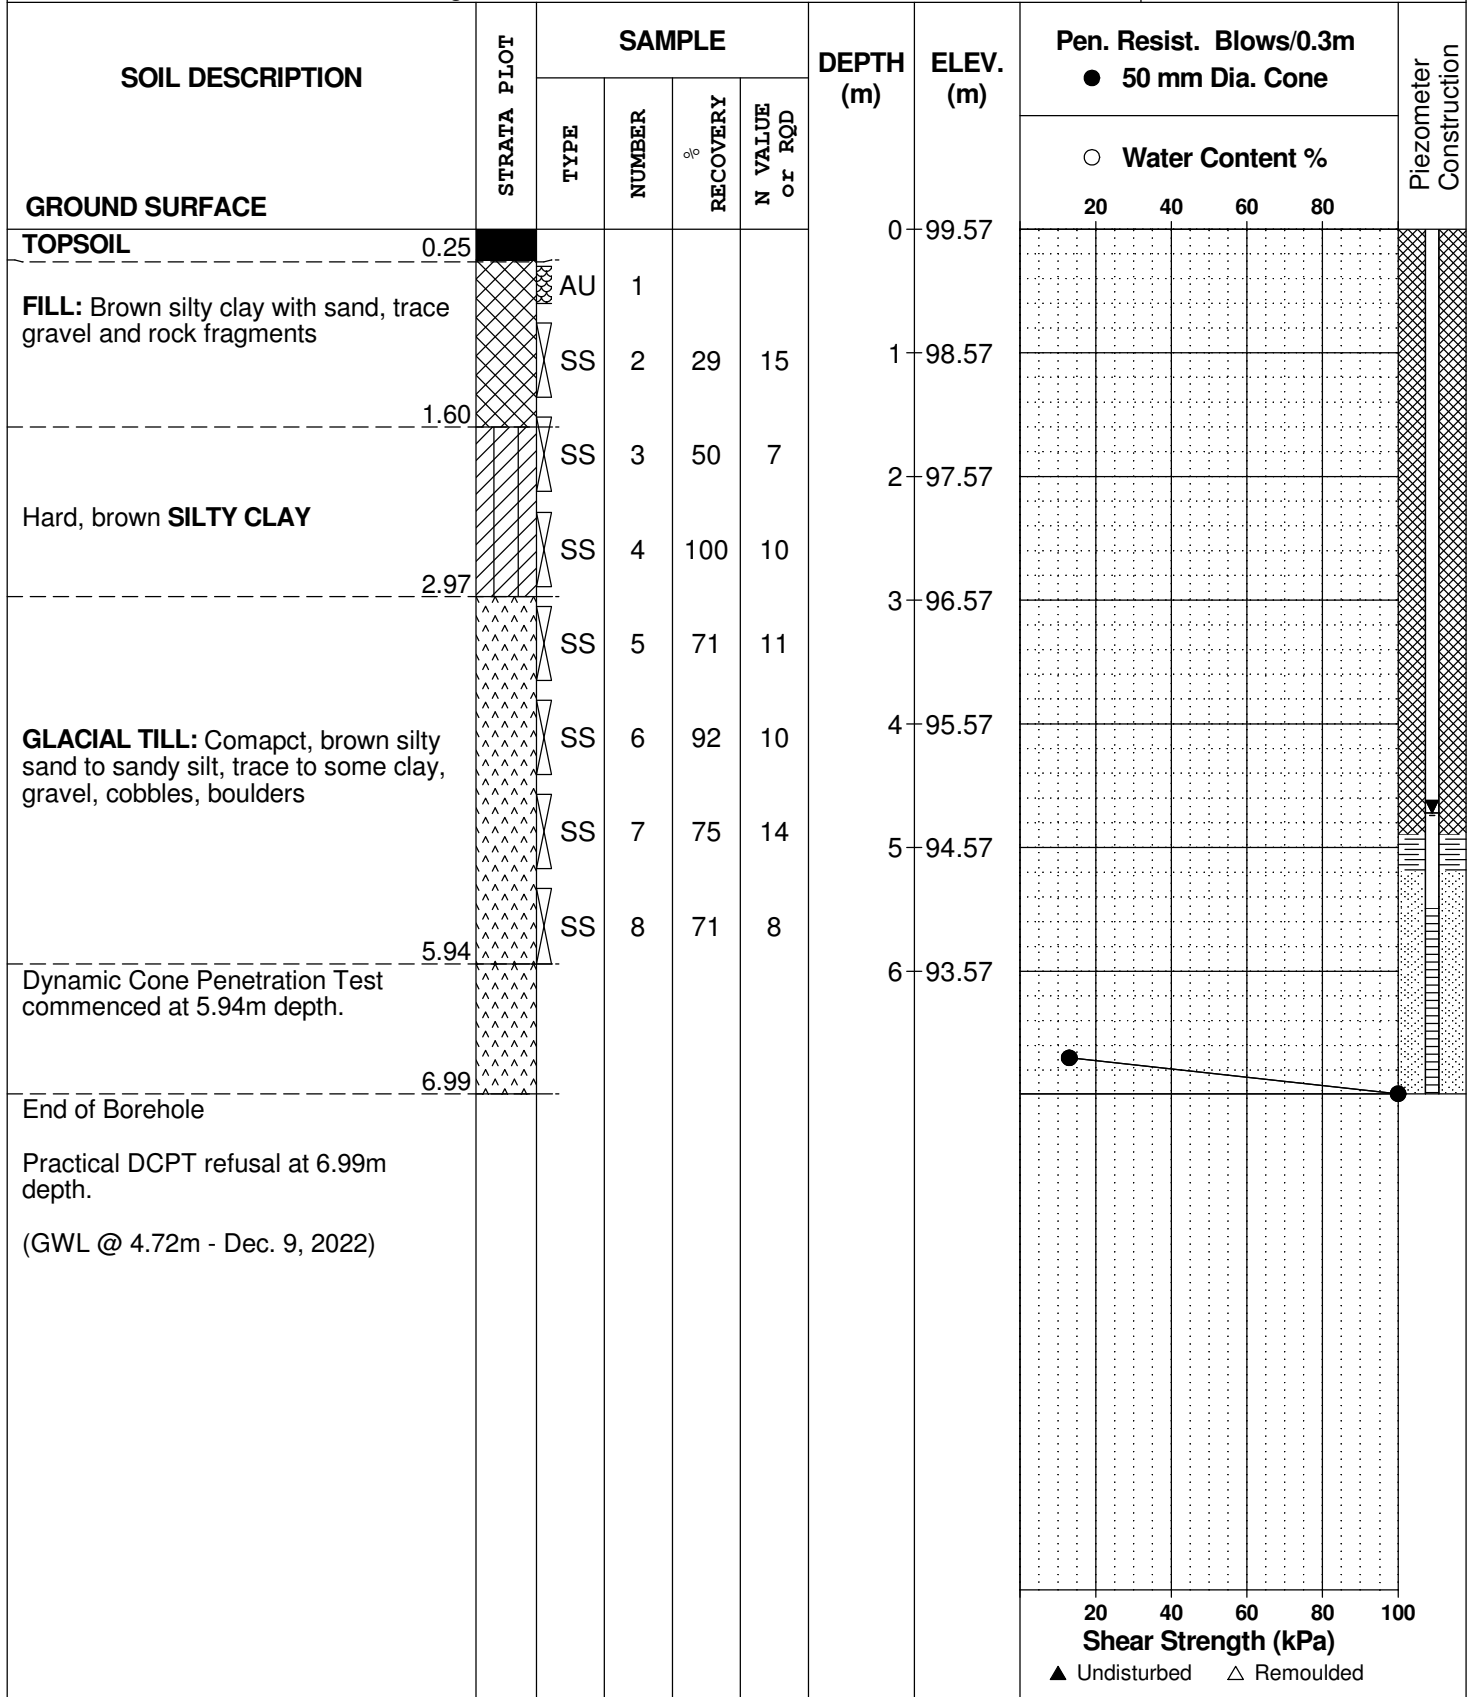 SOIL DESCRIPTION
GROUND SURFACE
STRATA PLOT
SAMPLE
TYPE
NUMBER
% RECOVERY
N VALUE or RQD
DEPTH (m)
ELEV. (m)
Pen. Resist. Blows/0.3m
● 50 mm Dia. Cone
○ Water Content %
20 40 60 80
Piezometer Construction
TOPSOIL 0.25
FILL: Brown silty clay with sand, trace
gravel and rock fragments
1.60
Hard, brown SILTY CLAY
2.97
GLACIAL TILL: Comapct, brown silty
sand to sandy silt, trace to some clay,
gravel, cobbles, boulders
5.94
Dynamic Cone Penetration Test
commenced at 5.94m depth.
6.99
End of Borehole
Practical DCPT refusal at 6.99m
depth.
(GWL @ 4.72m - Dec. 9, 2022)
AU 1
SS 2 29 15
SS 3 50 7
SS 4 100 10
SS 5 71 11
SS 6 92 10
SS 7 75 14
SS 8 71 8
0 99.57
1 98.57
2 97.57
3 96.57
4 95.57
5 94.57
6 93.57
20 40 60 80 100
Shear Strength (kPa)
▲ Undisturbed △ Remoulded